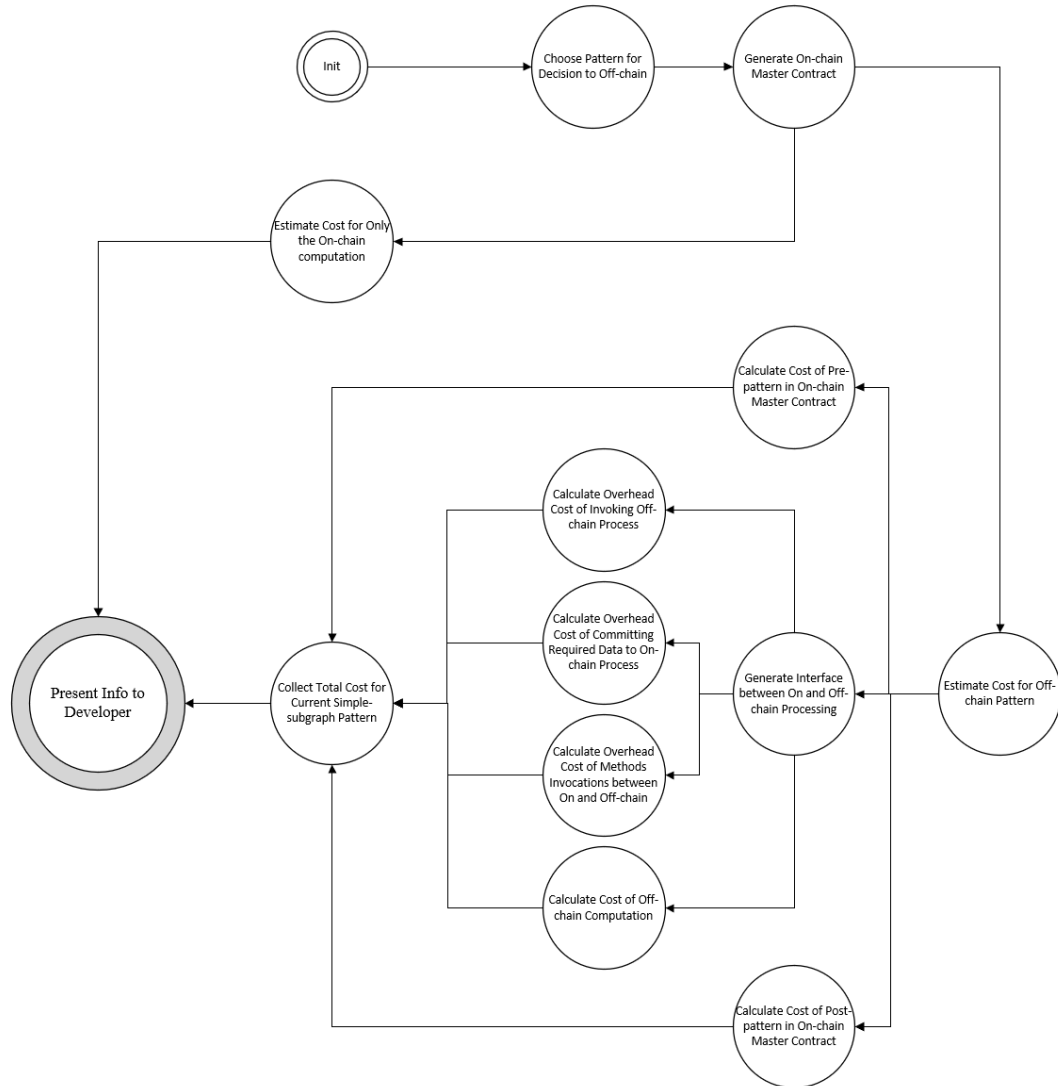 Init
Choose Pattern for
Decision to Off-chain
Generate On-chain
Master Contract
Estimate Cost for Only
the On-chain
computation
Calculate Cost of Pre-
pattern in On-chain
Master Contract
Calculate Overhead
Cost of Invoking Off-
chain Process
Calculate Overhead
Cost of Committing
Required Data to On-
chain Process
Present Info to
Developer
Collect Total Cost for
Current Simple-
subgraph Pattern
Generate Interface
between On and Off-
chain Processing
Estimate Cost for Off-
chain Pattern
Calculate Overhead
Cost of Methods
Invocations between
On and Off-chain
Calculate Cost of Off-
chain Computation
Calculate Cost of Post-
pattern in On-chain
Master Contract